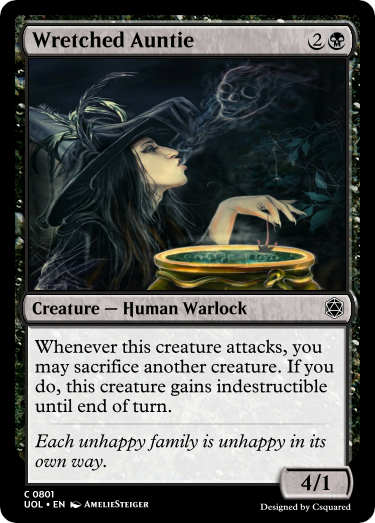 Wretched Auntie 2
Creature — Human Warlock
Whenever this creature attacks, you
may sacrifice another creature. If you
do, this creature gains indestructible
until end of turn.
Each unhappy family is unhappy in its
own way.
4/1
C 0801
UOL • EN AmelieSteiger
Designed by Csquared